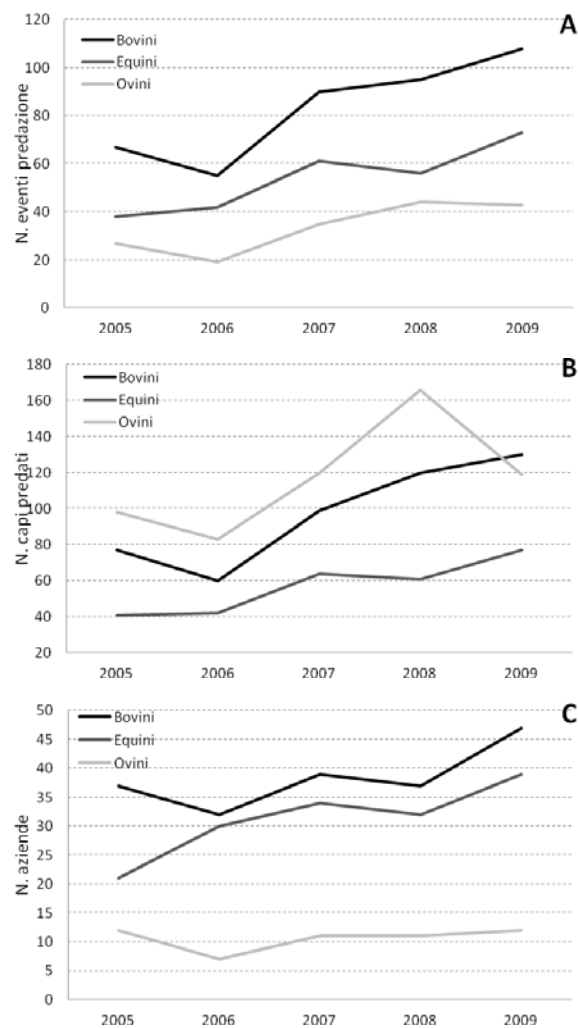 A
120
100
80
60
40
20
0
N. eventi predazione
Bovini
Equini
Ovini
2005 2006 2007 2008 2009
B
180
160
140
120
100
80
60
40
20
N. capi predati
Bovini
Equini
Ovini
2005 2006 2007 2008 2009
C
50
45
40
35
30
25
20
15
10
5
0
N. aziende
Bovini
Equini
Ovini
2005 2006 2007 2008 2009